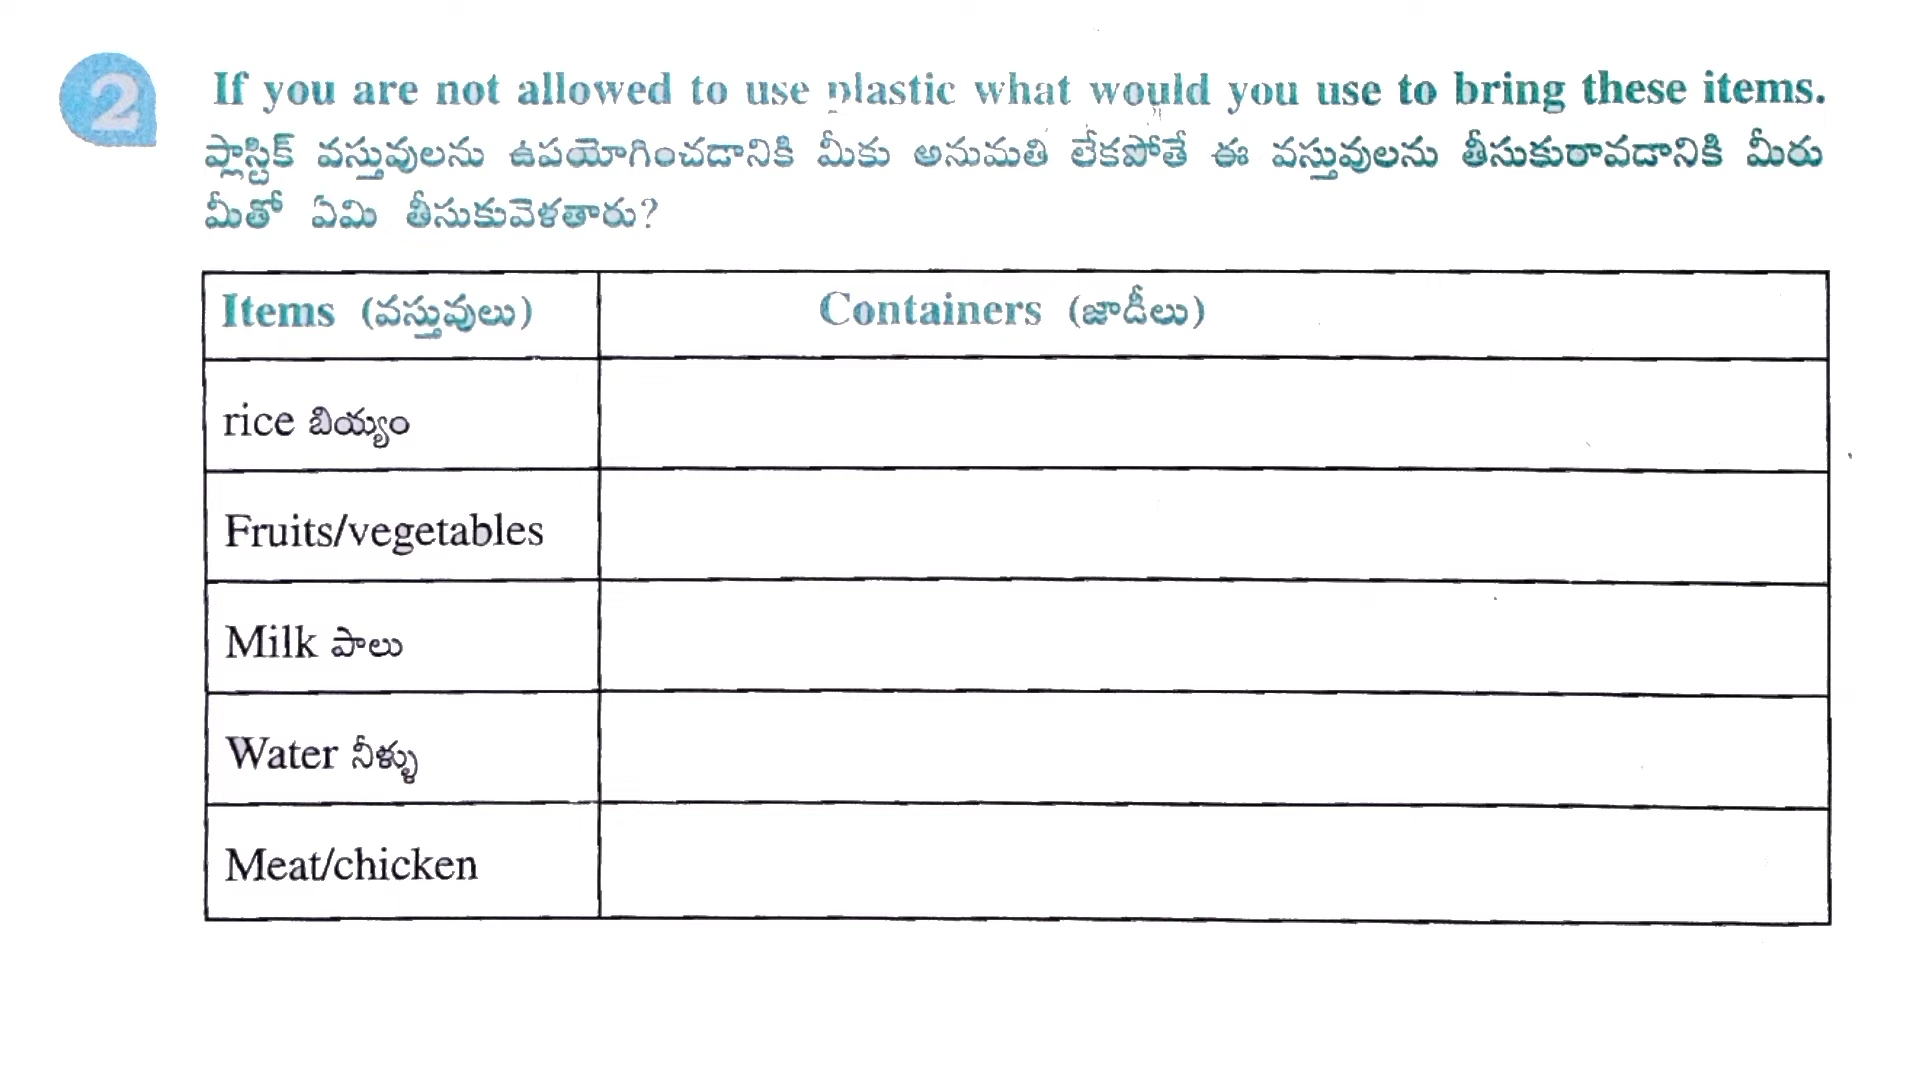 2
If you are not allowed to use plastic what would you use to bring these items.
ప్లాస్టిక్ వస్తువులను ఉపయోగించడానికి మీకు అనుమతి లేకపోతే ఈ వస్తువులను తీసుకురావడానికి మీరు
మీతో ఏమి తీసుకువెళతారు?
Items (వస్తువులు) Containers (జాడీలు)
rice బియ్యం
Fruits/vegetables
Milk పాలు
Water నీళ్ళు
Meat/chicken